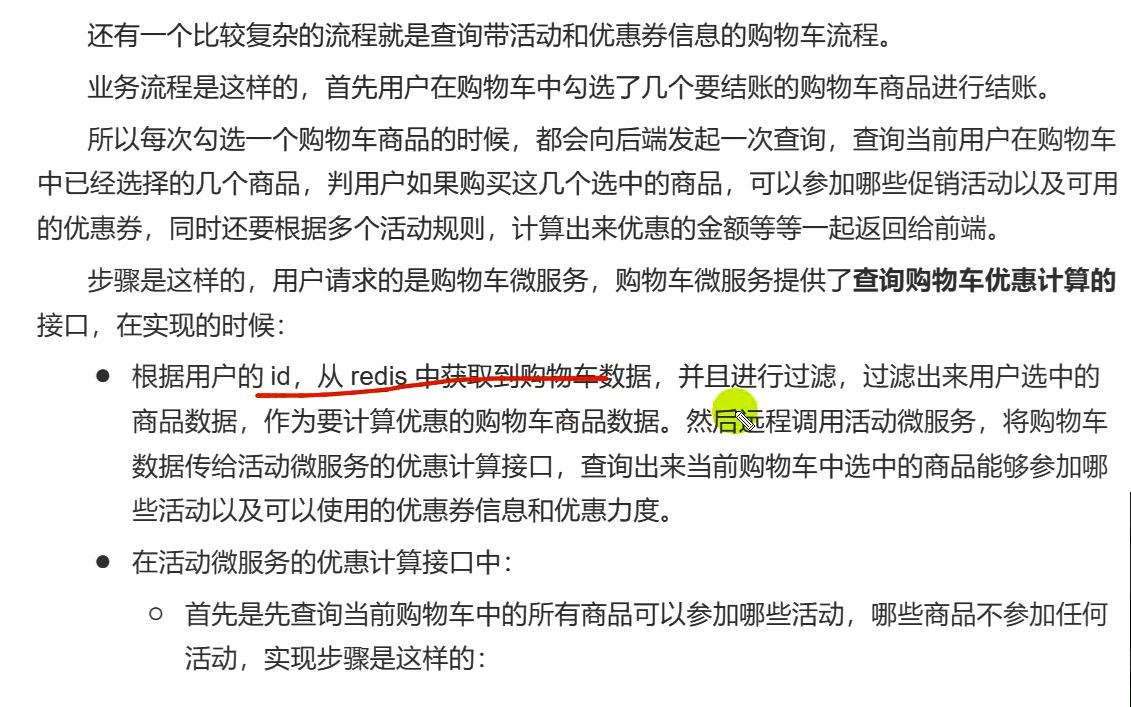 还有一个比较复杂的流程就是查询带活动和优惠券信息的购物车流程。
业务流程是这样的，首先用户在购物车中勾选了几个要结账的购物车商品进行结账。
所以每次勾选一个购物车商品的时候，都会向后端发起一次查询，查询当前用户在购物车
中已经选择的几个商品，判用户如果购买这几个选中的商品，可以参加哪些促销活动以及可用
的优惠券，同时还要根据多个活动规则，计算出来优惠的金额等等一起返回给前端。
步骤是这样的，用户请求的是购物车微服务，购物车微服务提供了查询购物车优惠计算的
接口，在实现的时候：
● 根据用户的 id，从 redis 中获取到购物车数据，并且进行过滤，过滤出来用户选中的
商品数据，作为要计算优惠的购物车商品数据。然后远程调用活动微服务，将购物车
数据传给活动微服务的优惠计算接口，查询出来当前购物车中选中的商品能够参加哪
些活动以及可以使用的优惠券信息和优惠力度。
● 在活动微服务的优惠计算接口中：
○ 首先是先查询当前购物车中的所有商品可以参加哪些活动，哪些商品不参加任何
活动，实现步骤是这样的：